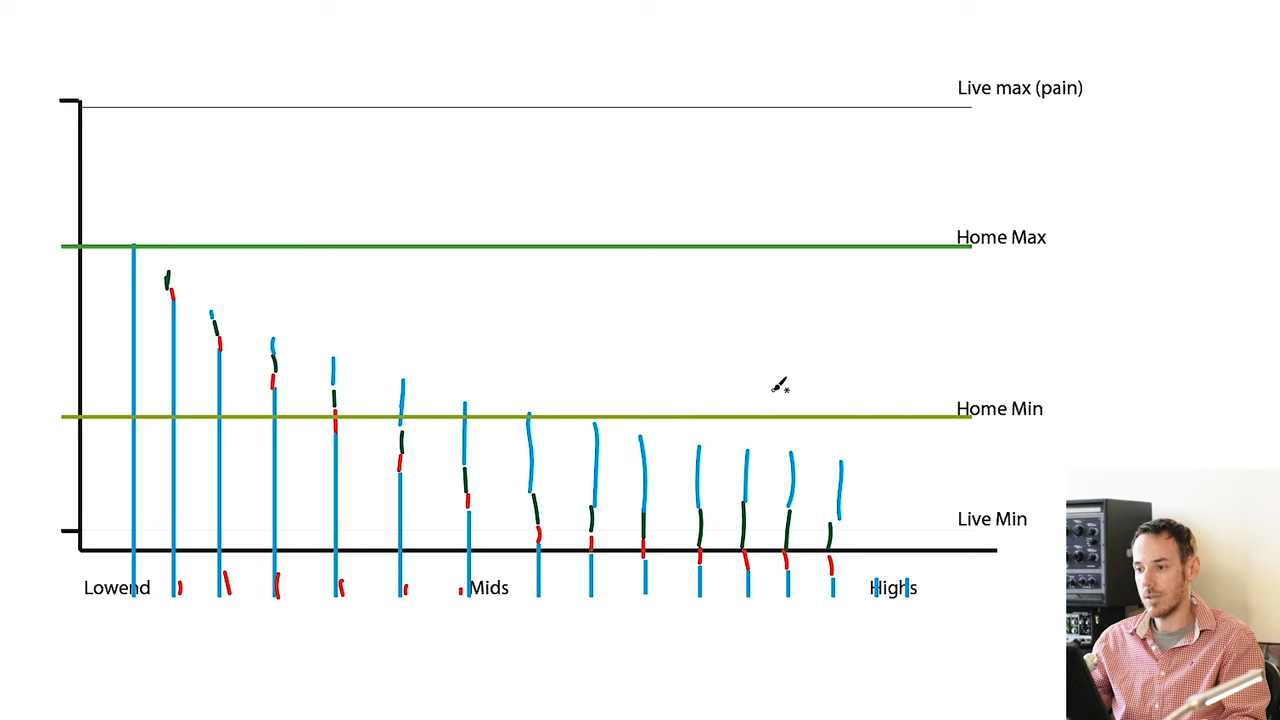 Live max (pain)
Home Max
Home Min
Live Min
Lowend
Mids
Highs